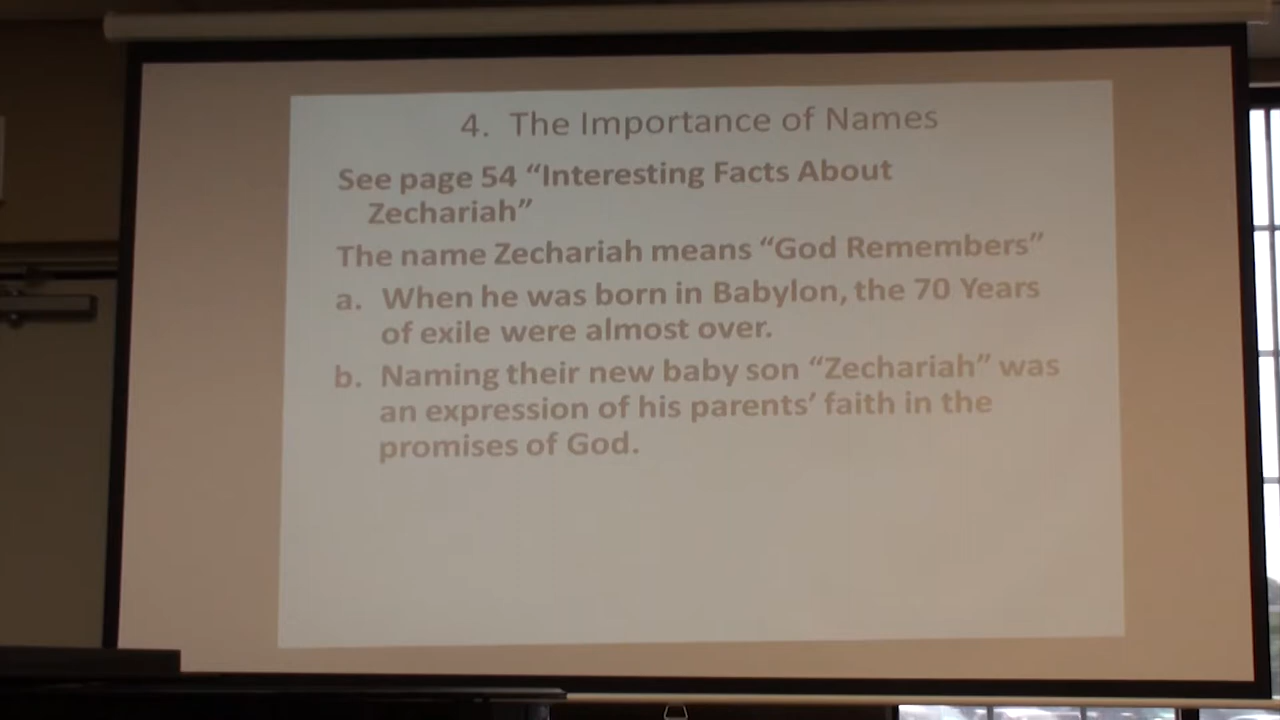 4. The Importance of Names
See page 54 “Interesting Facts About
Zechariah”
The name Zechariah means “God Remembers”
a. When he was born in Babylon, the 70 Years
of exile were almost over.
b. Naming their new baby son “Zechariah” was
an expression of his parents’ faith in the
promises of God.